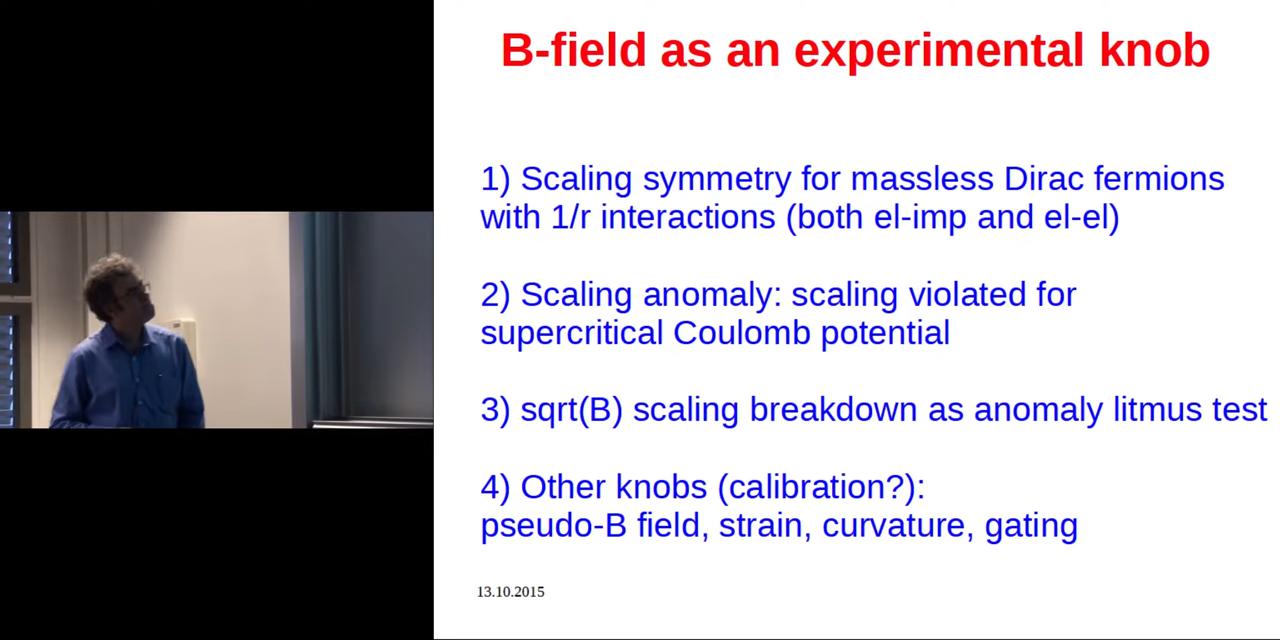 B-field as an experimental knob
1) Scaling symmetry for massless Dirac fermions
with 1/r interactions (both el-imp and el-el)
2) Scaling anomaly: scaling violated for
supercritical Coulomb potential
3) sqrt(B) scaling breakdown as anomaly litmus test
4) Other knobs (calibration?):
pseudo-B field, strain, curvature, gating
13.10.2015